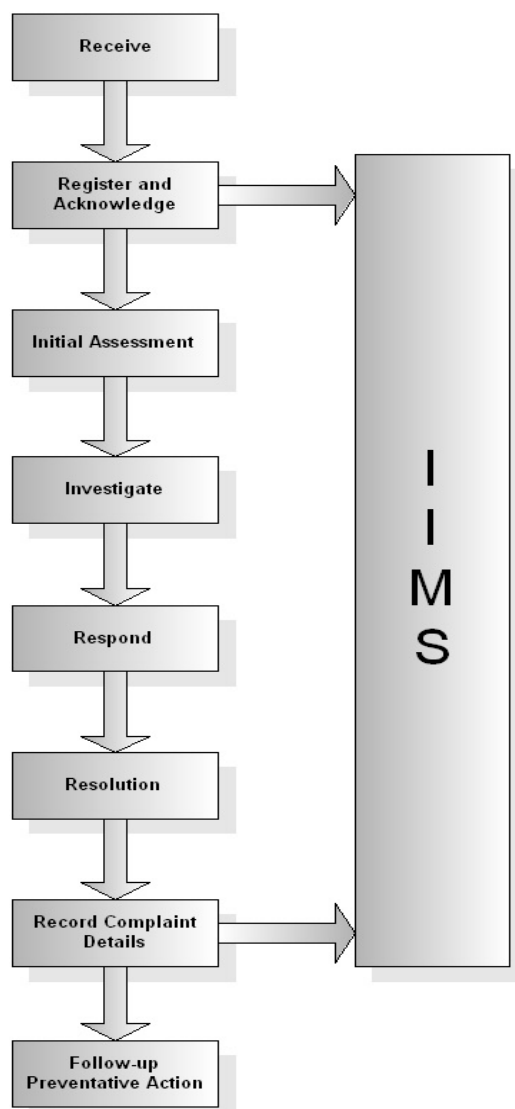 Receive
Register and
Acknowledge
Initial Assessment
Investigate
Respond
Resolution
Record Complaint
Details
Follow-up
Preventative Action
I
I
M
S